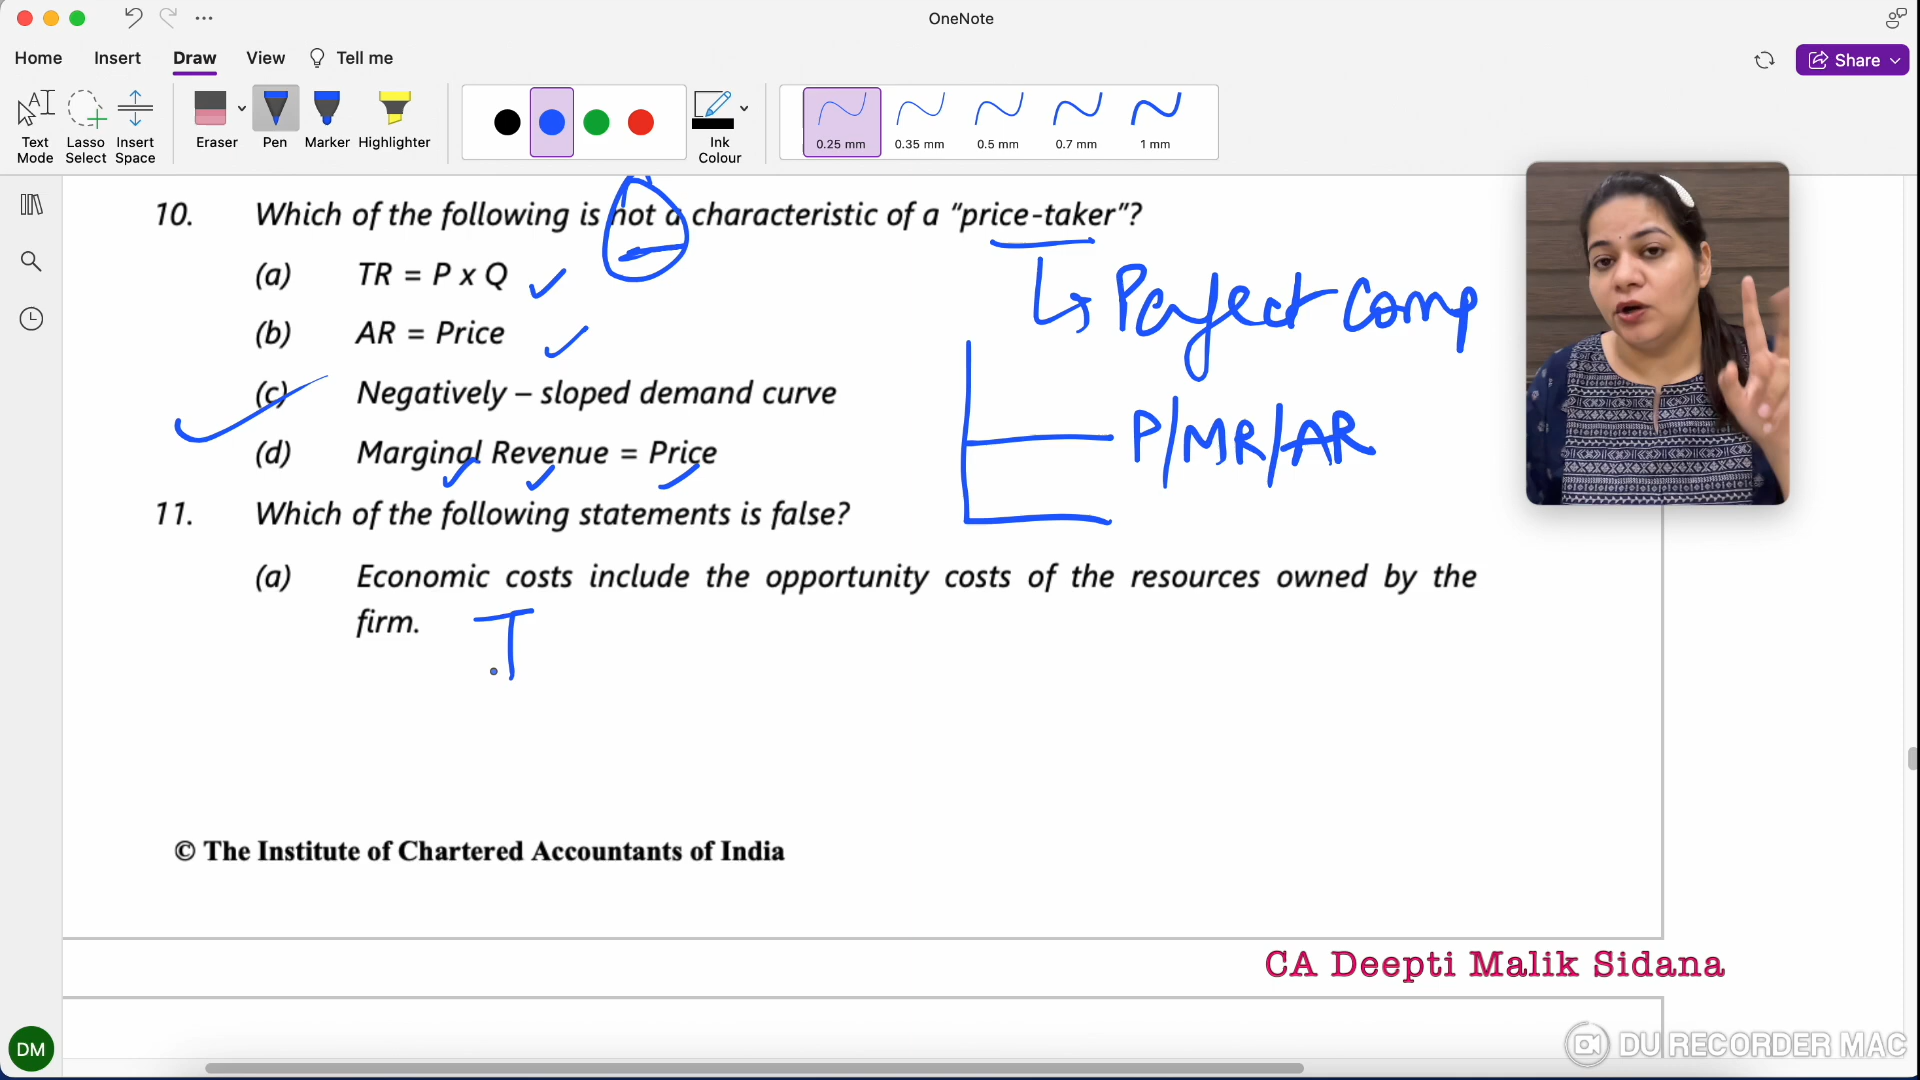 OneNote
Home Insert Draw View Tell me
Share
Text Mode
Lasso Select
Insert Space
Eraser
Pen
Marker
Highlighter
Ink Colour
0.25 mm
0.35 mm
0.5 mm
0.7 mm
1 mm
10. Which of the following is not a characteristic of a “price-taker”?
(a) TR = P x Q
Perfect Comp
(b) AR = Price
(c) Negatively – sloped demand curve
P/MR/AR
(d) Marginal Revenue = Price
11. Which of the following statements is false?
(a) Economic costs include the opportunity costs of the resources owned by the
firm.
T
© The Institute of Chartered Accountants of India
CA Deepti Malik Sidana
DM
DU RECORDER MAC